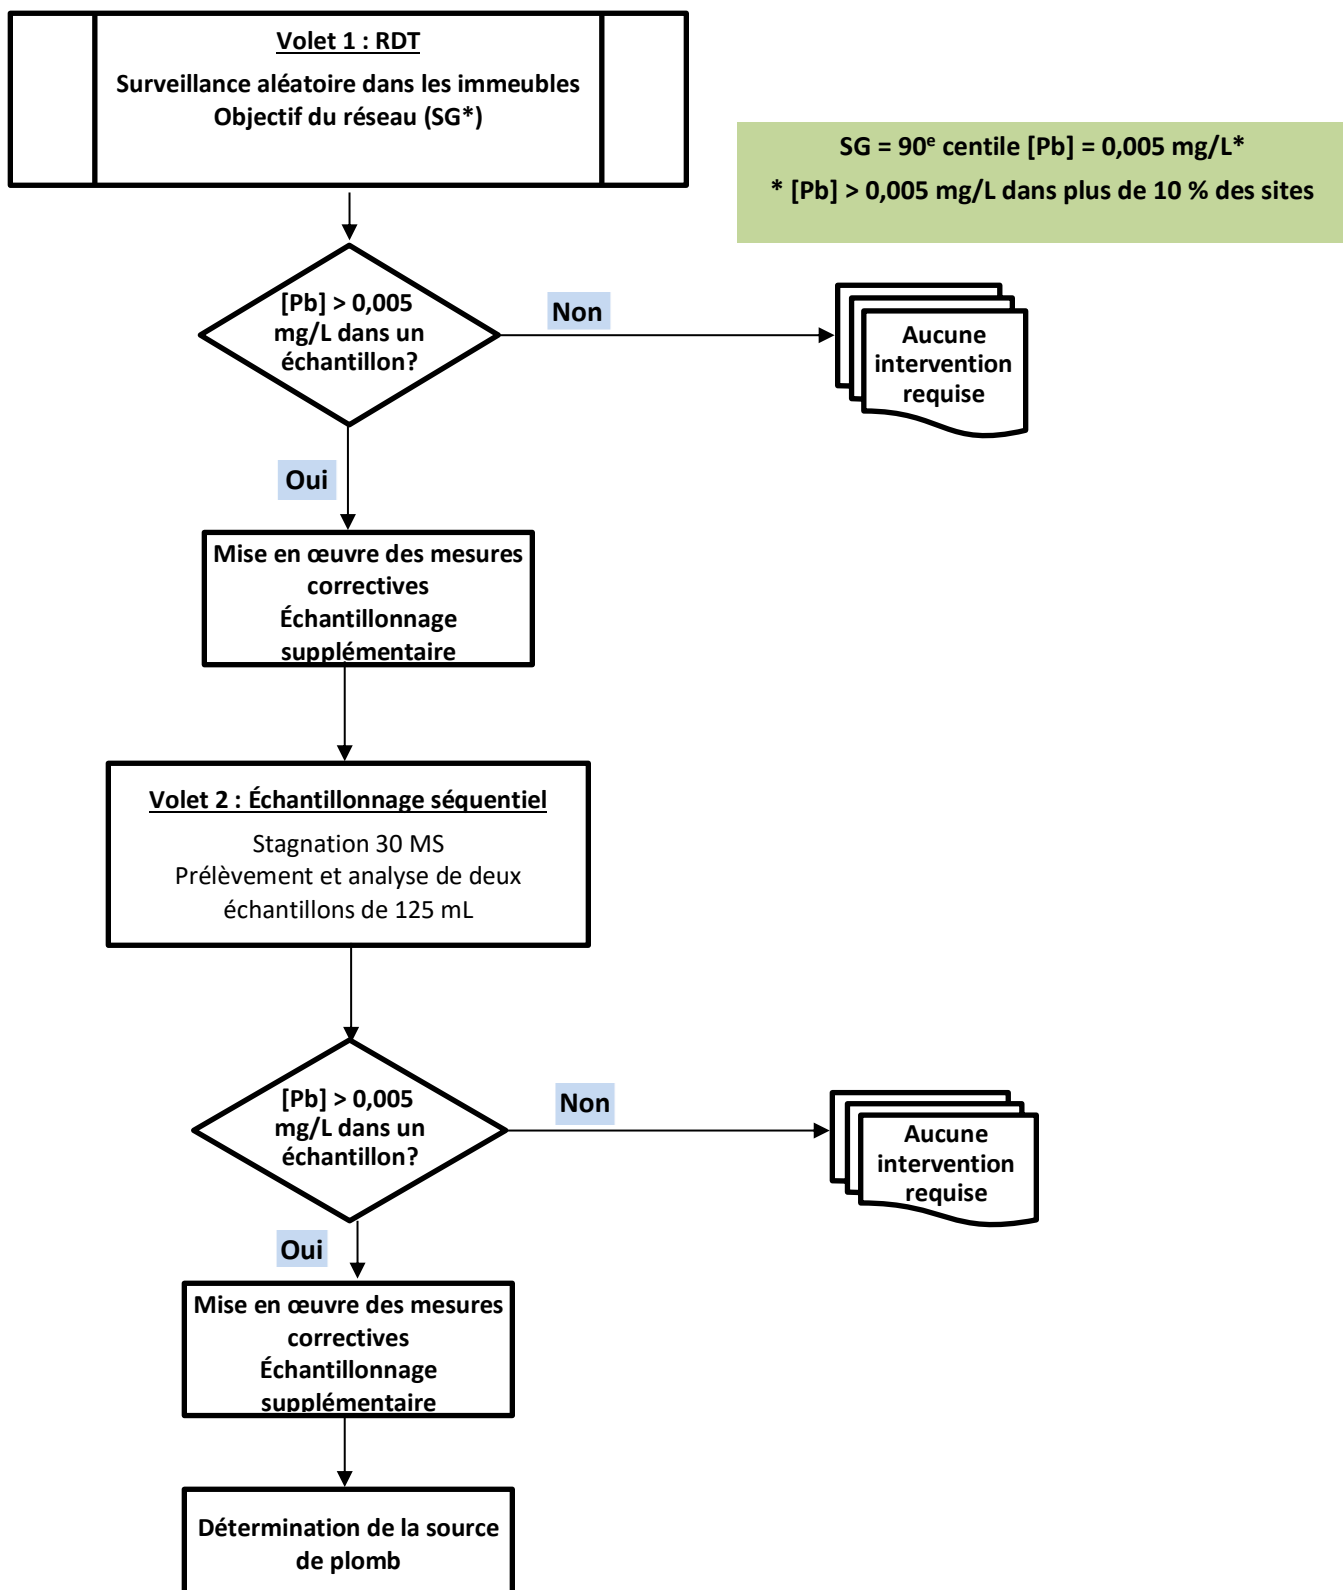 Volet 1 : RDT
Surveillance aléatoire dans les immeubles
Objectif du réseau (SG*)
SG = 90e centile [Pb] = 0,005 mg/L*
* [Pb] > 0,005 mg/L dans plus de 10 % des sites
[Pb] > 0,005
mg/L dans un
échantillon?
Non
Aucune
intervention
requise
Oui
Mise en œuvre des mesures
correctives
Échantillonnage
supplémentaire
Volet 2 : Échantillonnage séquentiel
Stagnation 30 MS
Prélèvement et analyse de deux
échantillons de 125 mL
[Pb] > 0,005
mg/L dans un
échantillon?
Non
Aucune
intervention
requise
Oui
Mise en œuvre des mesures
correctives
Échantillonnage
supplémentaire
Détermination de la source
de plomb